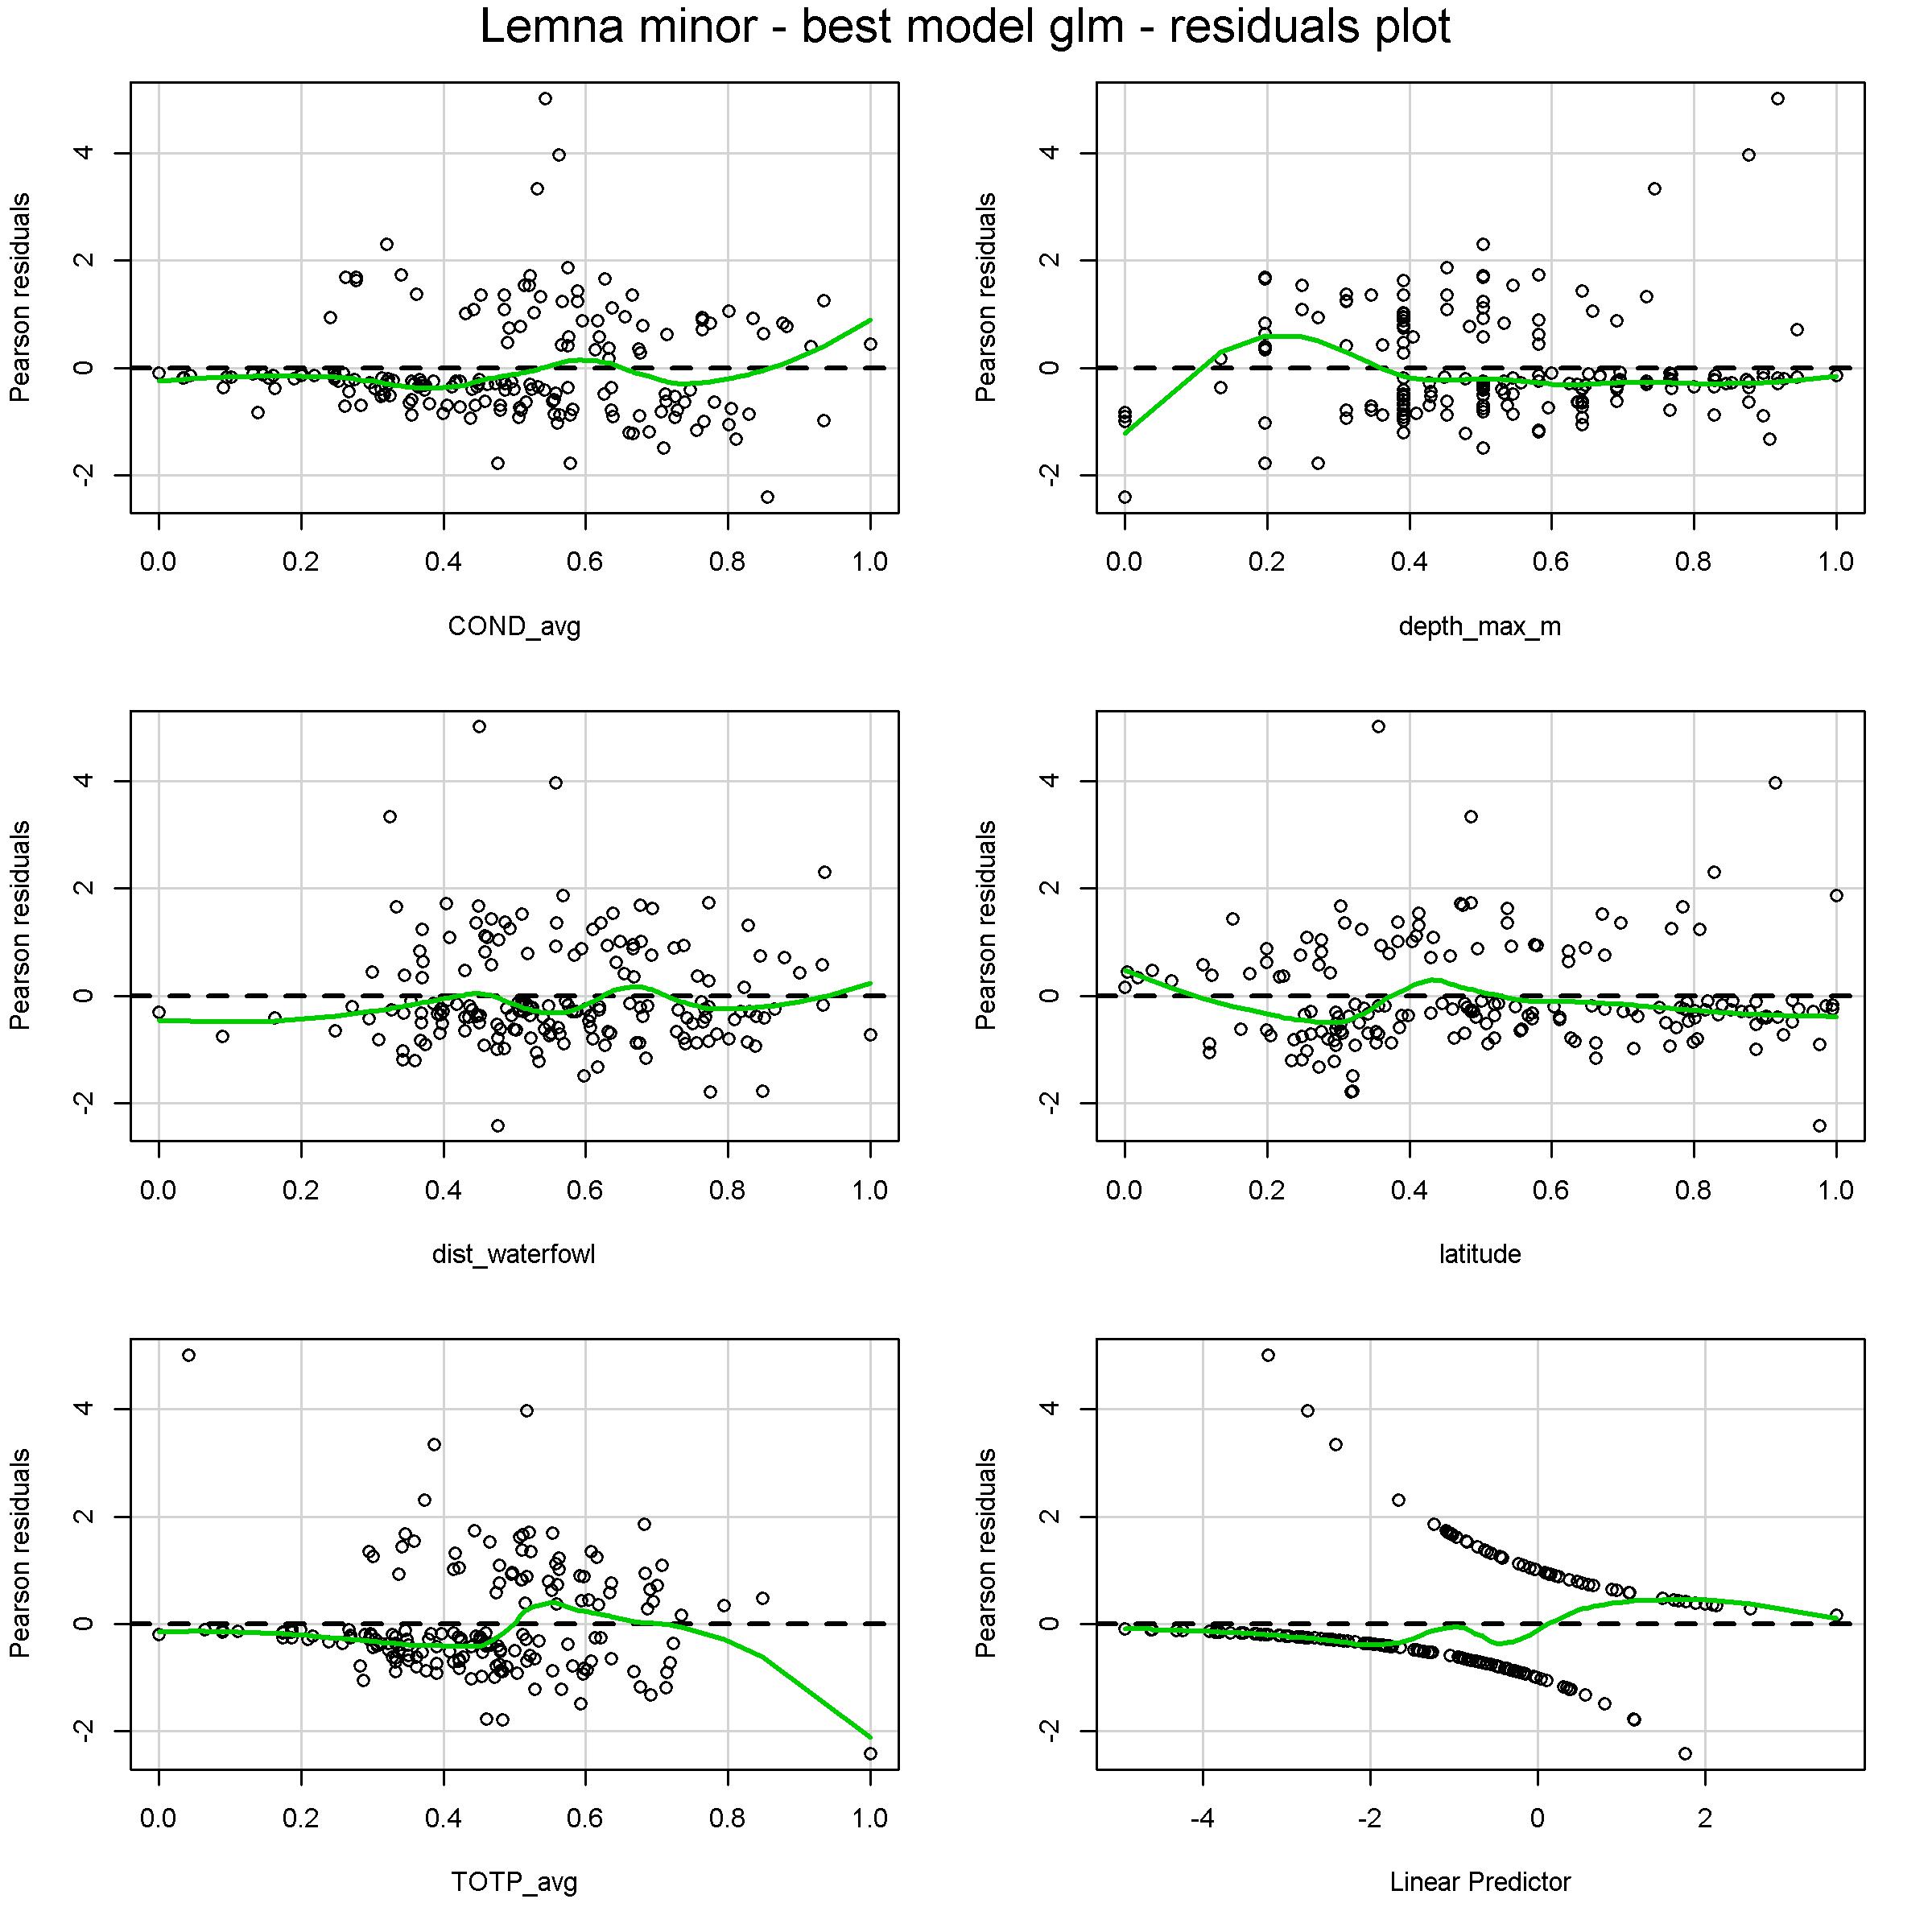 Lemna minor - best model glm - residuals plot
Pearson residuals
4
2
0
-2
0.0 0.2 0.4 0.6 0.8 1.0
COND_avg
Pearson residuals
4
2
0
-2
0.0 0.2 0.4 0.6 0.8 1.0
depth_max_m
Pearson residuals
4
2
0
-2
0.0 0.2 0.4 0.6 0.8 1.0
dist_waterfowl
Pearson residuals
4
2
0
-2
0.0 0.2 0.4 0.6 0.8 1.0
latitude
Pearson residuals
4
2
0
-2
0.0 0.2 0.4 0.6 0.8 1.0
TOTP_avg
Pearson residuals
4
2
0
-2
-4 -2 0 2
Linear Predictor